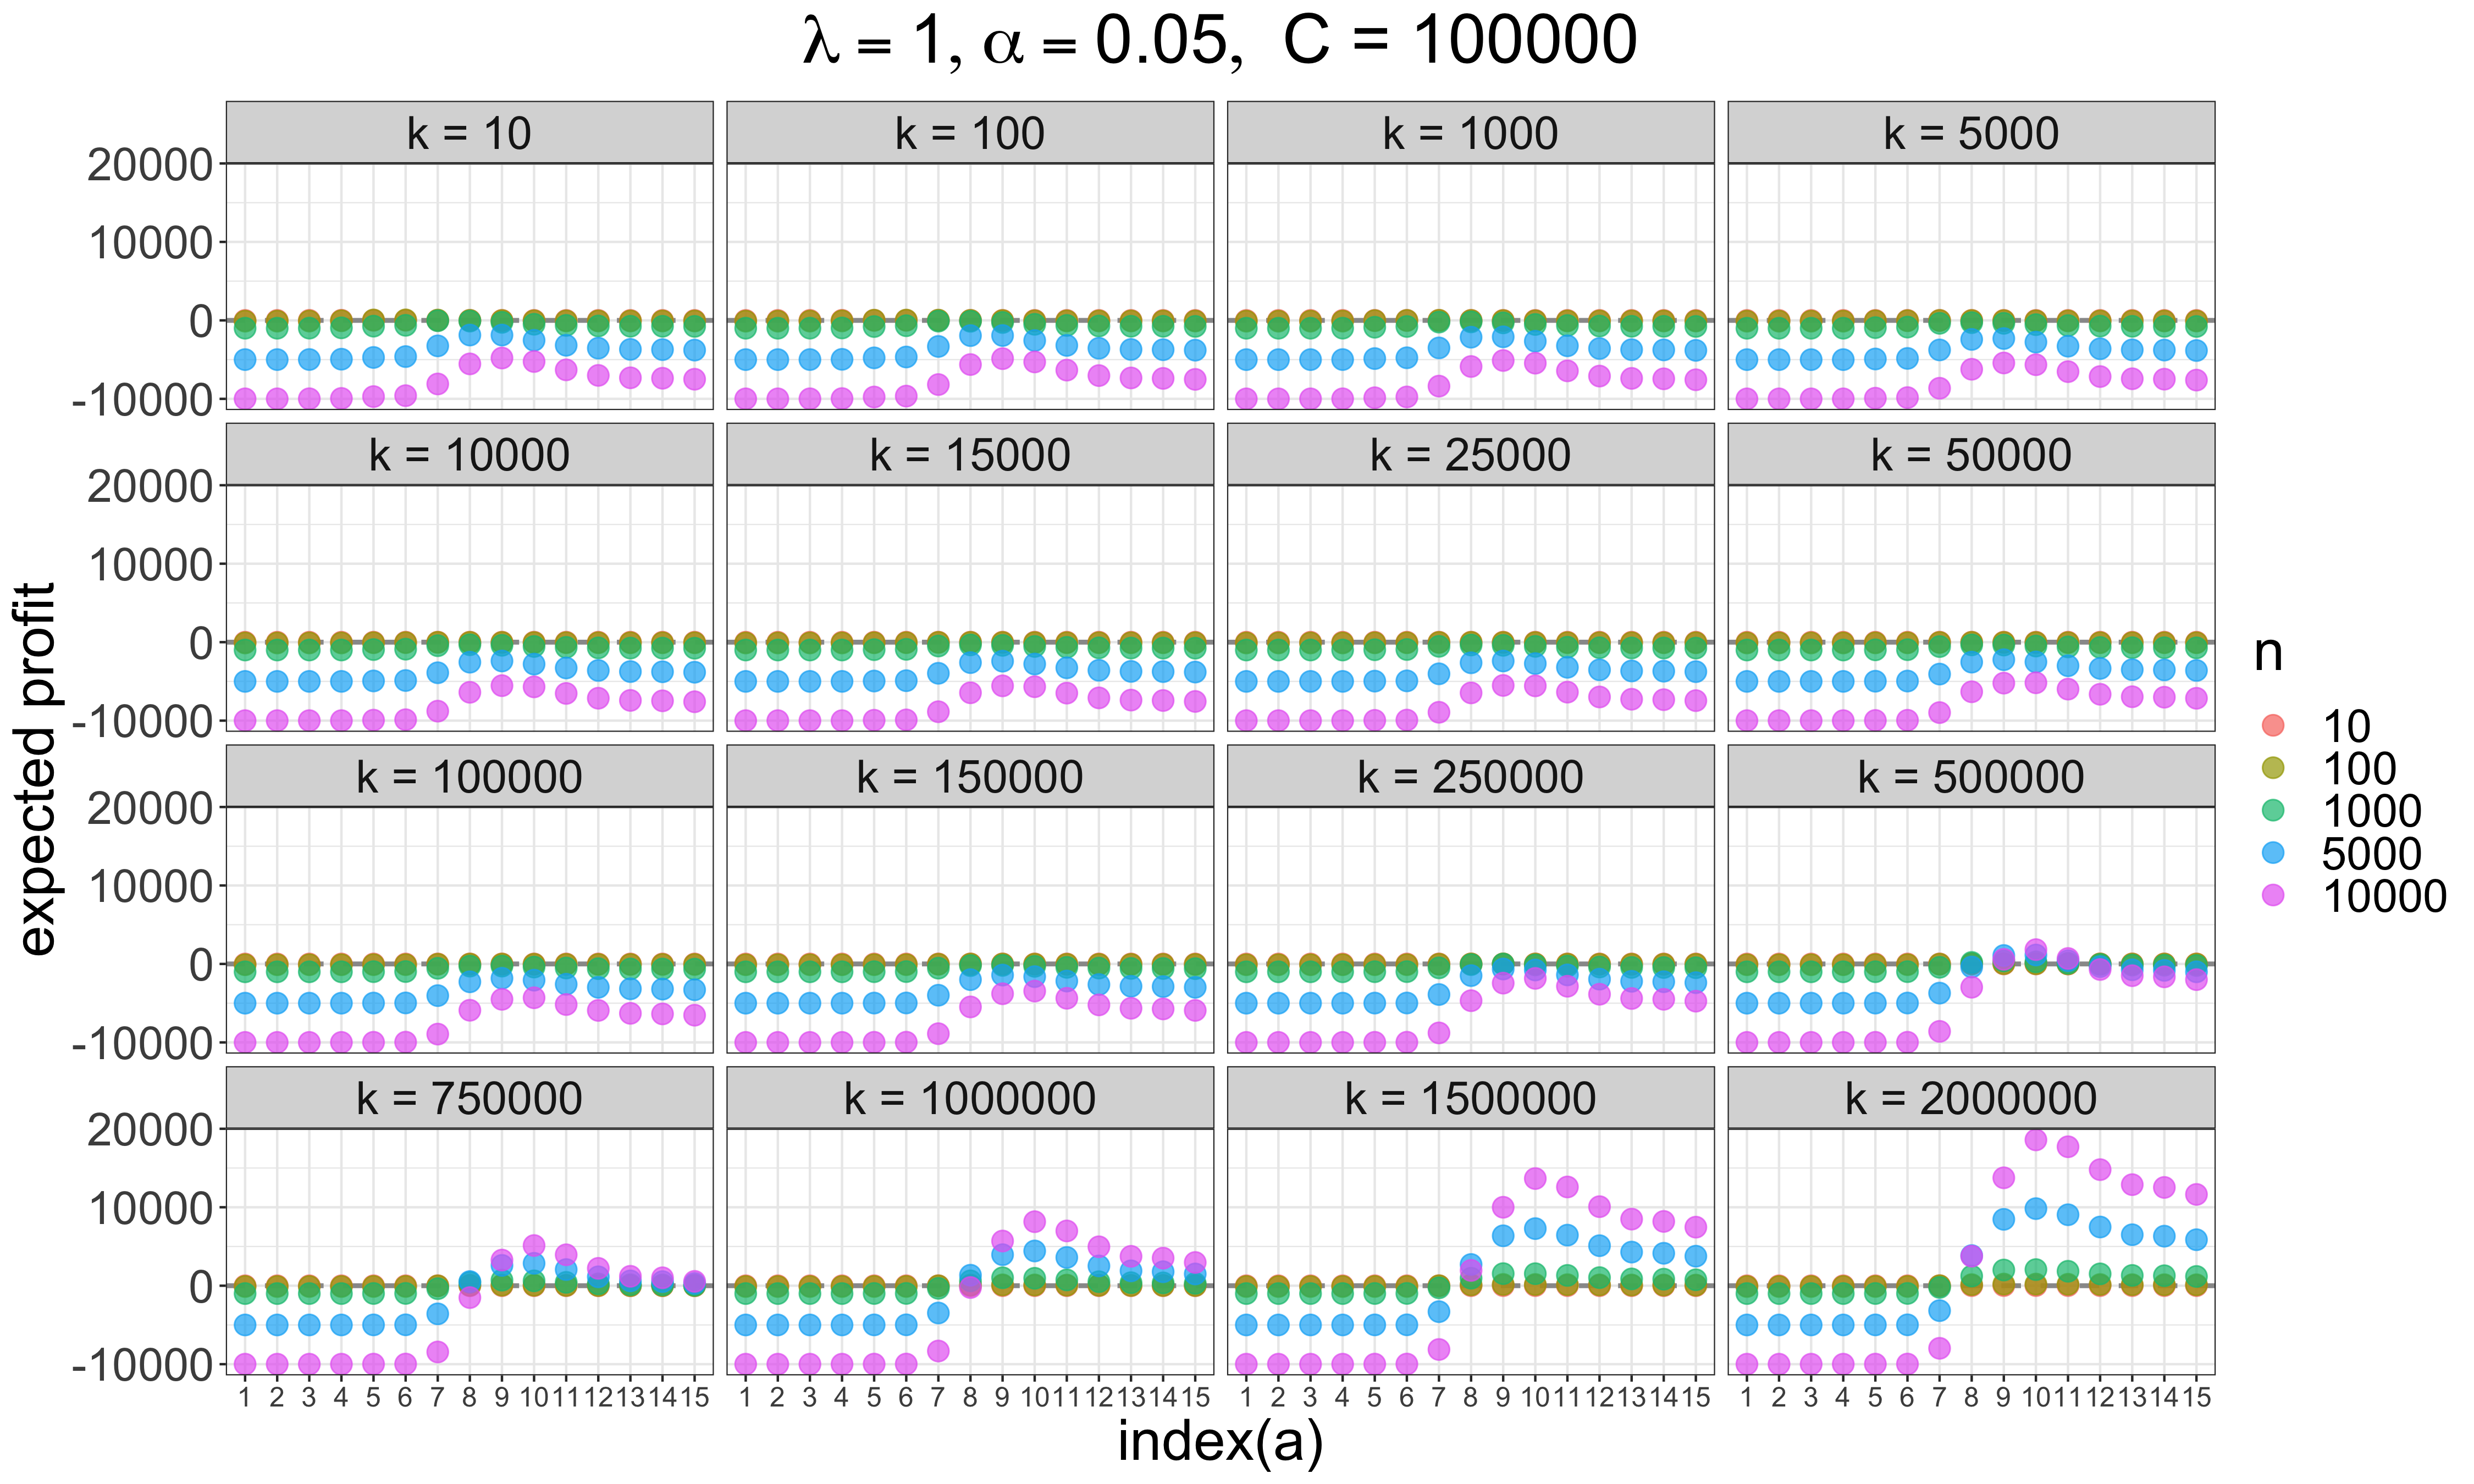 λ = 1, α = 0.05, C = 100000
k = 10 k = 100 k = 1000 k = 5000
20000
10000
0
-10000
k = 10000 k = 15000 k = 25000 k = 50000
20000
10000
0
-10000
k = 100000 k = 150000 k = 250000 k = 500000
20000
10000
0
-10000
k = 750000 k = 1000000 k = 1500000 k = 2000000
20000
10000
0
-10000
1 2 3 4 5 6 7 8 9 10 11 12 13 14 15 1 2 3 4 5 6 7 8 9 10 11 12 13 14 15 1 2 3 4 5 6 7 8 9 10 11 12 13 14 15 1 2 3 4 5 6 7 8 9 10 11 12 13 14 15
index(a)
expected profit
n
10
100
1000
5000
10000